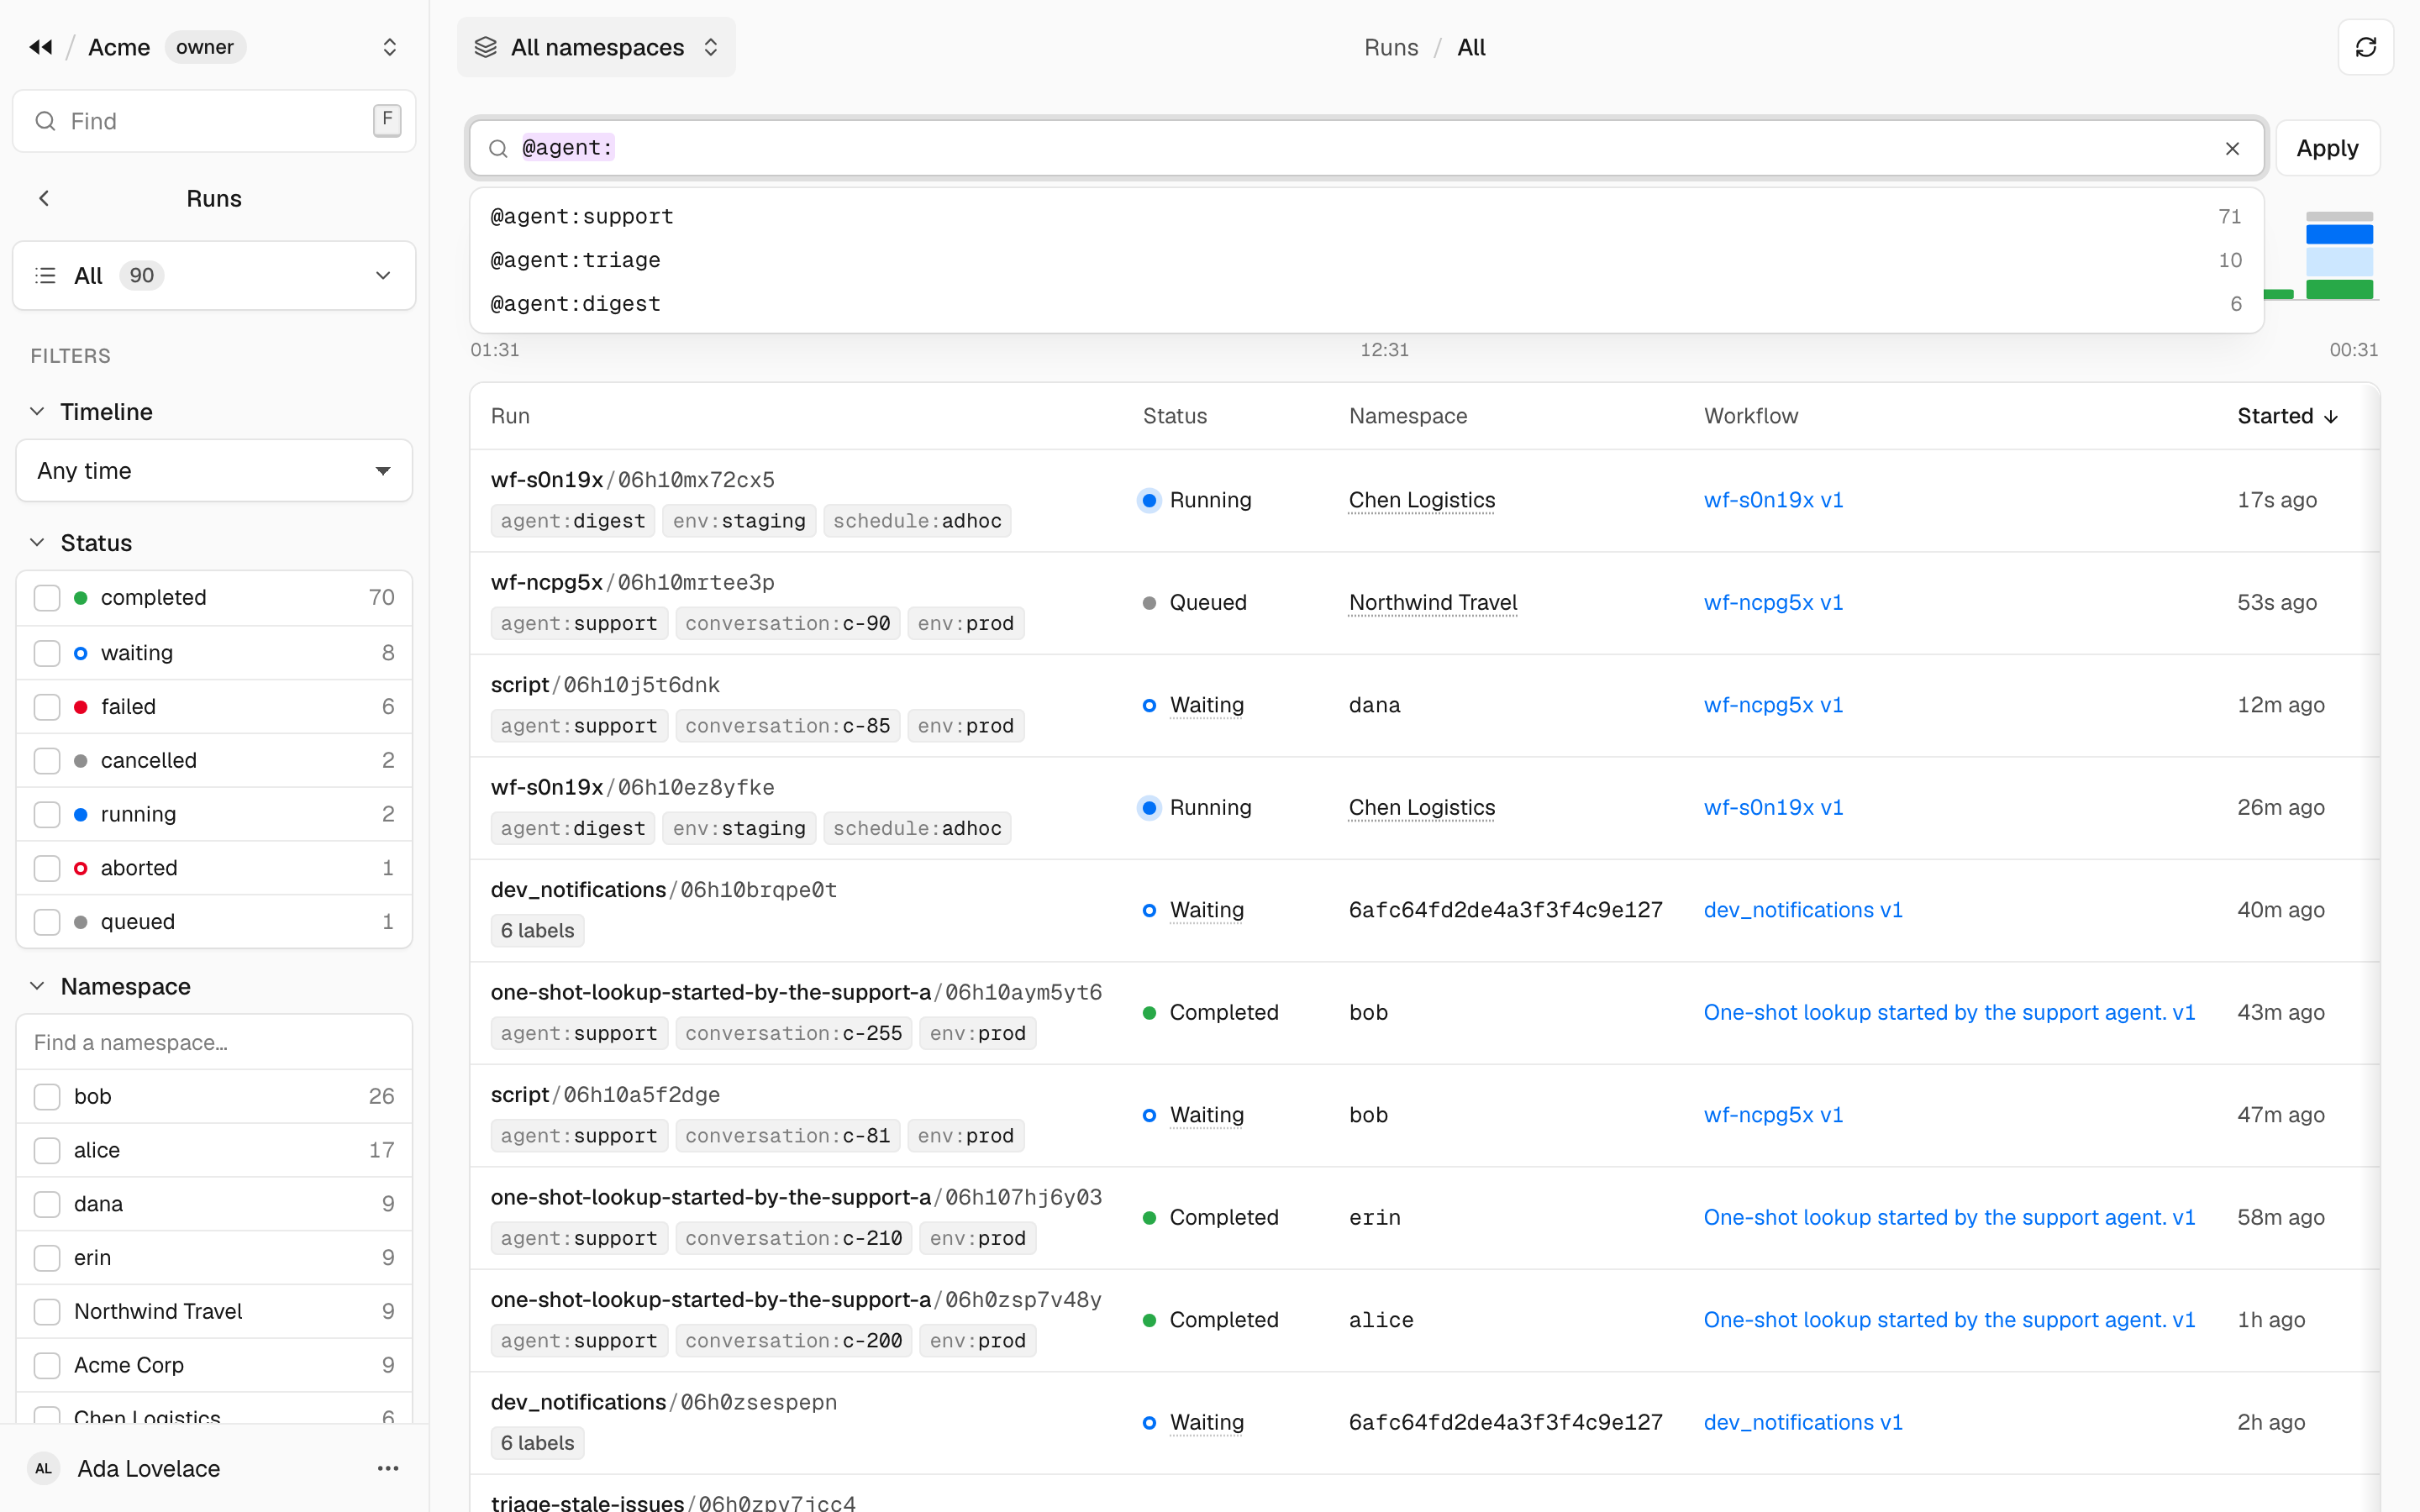 Acme owner
Find F
Runs
All 90
FILTERS
Timeline
Any time
Status
completed 70
waiting 8
failed 6
cancelled 2
running 2
aborted 1
queued 1
Namespace
Find a namespace…
bob 26
alice 17
dana 9
erin 9
Northwind Travel 9
Acme Corp 9
Chen Logistics 6
AL Ada Lovelace
All namespaces
Runs / All
@agent:
Apply
@agent:support 71
@agent:triage 10
@agent:digest 6
01:31 12:31 00:31
Run Status Namespace Workflow Started
wf-s0n19x/06h10mx72cx5
agent:digest env:staging schedule:adhoc
Running Chen Logistics wf-s0n19x v1 17s ago
wf-ncpg5x/06h10mrtee3p
agent:support conversation:c-90 env:prod
Queued Northwind Travel wf-ncpg5x v1 53s ago
script/06h10j5t6dnk
agent:support conversation:c-85 env:prod
Waiting dana wf-ncpg5x v1 12m ago
wf-s0n19x/06h10ez8yfke
agent:digest env:staging schedule:adhoc
Running Chen Logistics wf-s0n19x v1 26m ago
dev_notifications/06h10brqpe0t
6 labels
Waiting 6afc64fd2de4a3f3f4c9e127 dev_notifications v1 40m ago
one-shot-lookup-started-by-the-support-a/06h10aym5yt6
agent:support conversation:c-255 env:prod
Completed bob One-shot lookup started by the support agent. v1 43m ago
script/06h10a5f2dge
agent:support conversation:c-81 env:prod
Waiting bob wf-ncpg5x v1 47m ago
one-shot-lookup-started-by-the-support-a/06h107hj6y03
agent:support conversation:c-210 env:prod
Completed erin One-shot lookup started by the support agent. v1 58m ago
one-shot-lookup-started-by-the-support-a/06h0zsp7v48y
agent:support conversation:c-200 env:prod
Completed alice One-shot lookup started by the support agent. v1 1h ago
dev_notifications/06h0zsespepn
6 labels
Waiting 6afc64fd2de4a3f3f4c9e127 dev_notifications v1 2h ago
triage-stale-issues/06h0zpv7jcc4